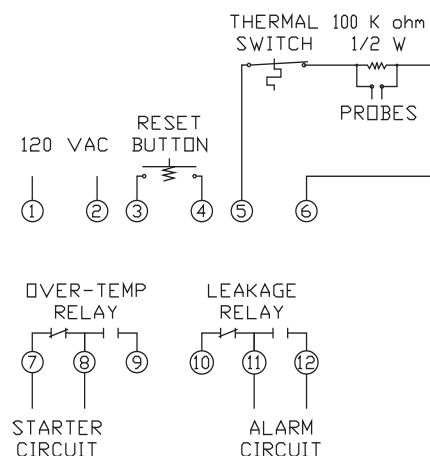 THERMAL 100 K ohm
SWITCH 1/2 W
PROBES
RESET
120 VAC BUTTON
1 2 3 4 5 6
OVER-TEMP LEAKAGE
RELAY RELAY
7 8 9 10 11 12
STARTER ALARM
CIRCUIT CIRCUIT